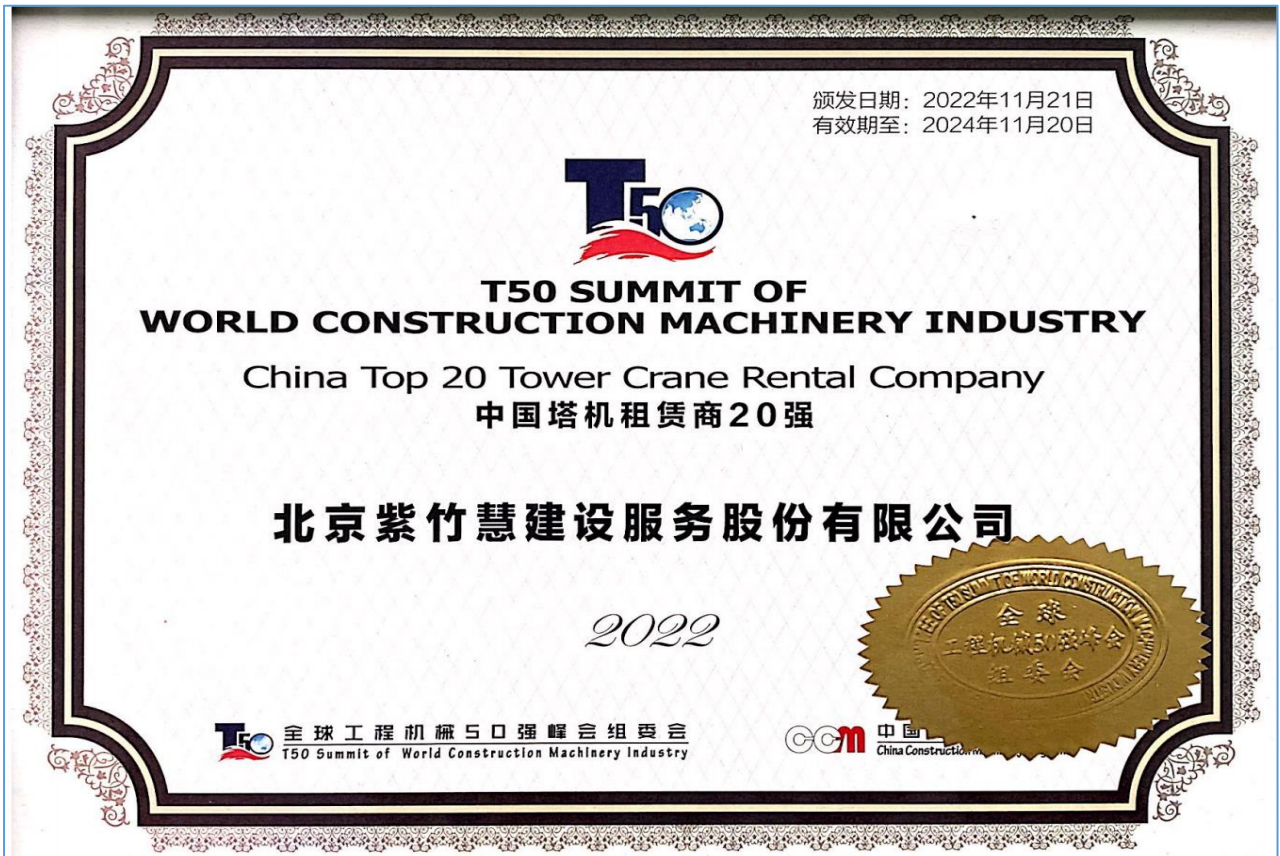 颁发日期：2022年11月21日
有效期至：2024年11月20日
T50
T50 SUMMIT OF
WORLD CONSTRUCTION MACHINERY INDUSTRY
China Top 20 Tower Crane Rental Company
中国塔机租赁商20强
北京紫竹慧建设服务股份有限公司
2022
全球
工程机械50强峰会
组委会
T50 全球工程机械50强峰会组委会
T50 Summit of World Construction Machinery Industry
CCM 中国
China Construction